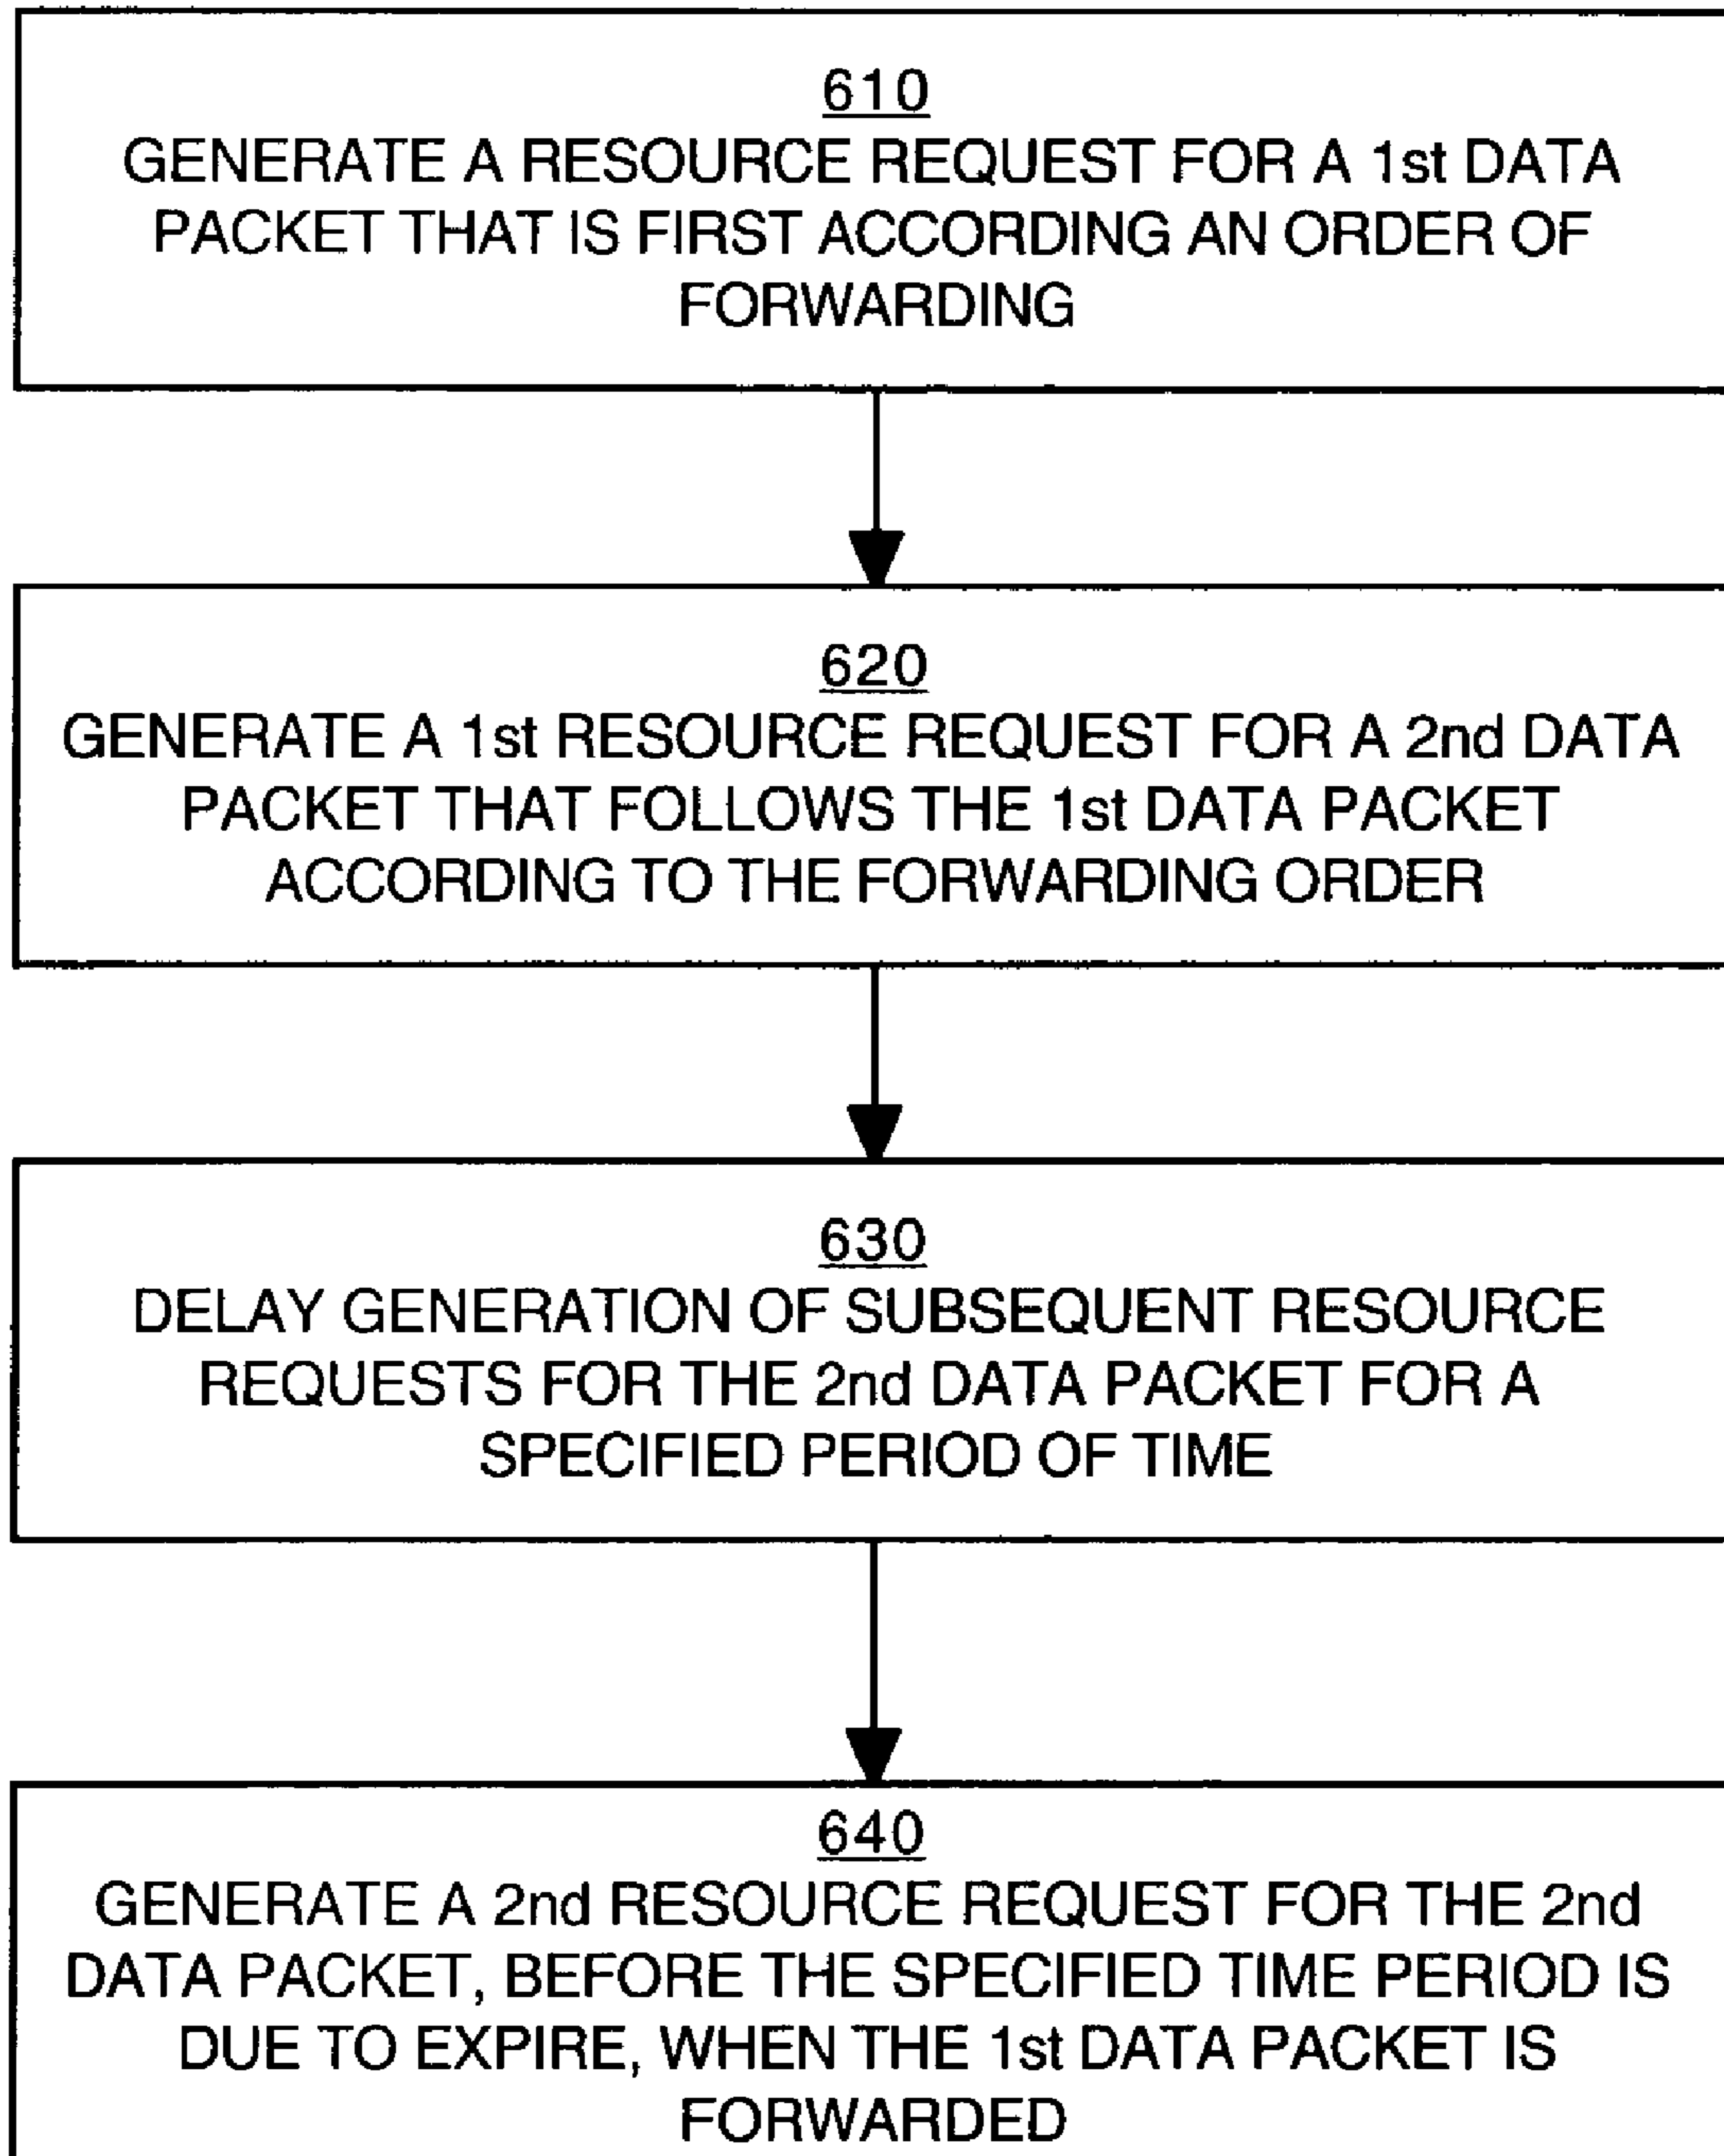 610
GENERATE A RESOURCE REQUEST FOR A 1st DATA
PACKET THAT IS FIRST ACCORDING AN ORDER OF
FORWARDING
620
GENERATE A 1st RESOURCE REQUEST FOR A 2nd DATA
PACKET THAT FOLLOWS THE 1st DATA PACKET
ACCORDING TO THE FORWARDING ORDER
630
DELAY GENERATION OF SUBSEQUENT RESOURCE
REQUESTS FOR THE 2nd DATA PACKET FOR A
SPECIFIED PERIOD OF TIME
640
GENERATE A 2nd RESOURCE REQUEST FOR THE 2nd
DATA PACKET, BEFORE THE SPECIFIED TIME PERIOD IS
DUE TO EXPIRE, WHEN THE 1st DATA PACKET IS
FORWARDED